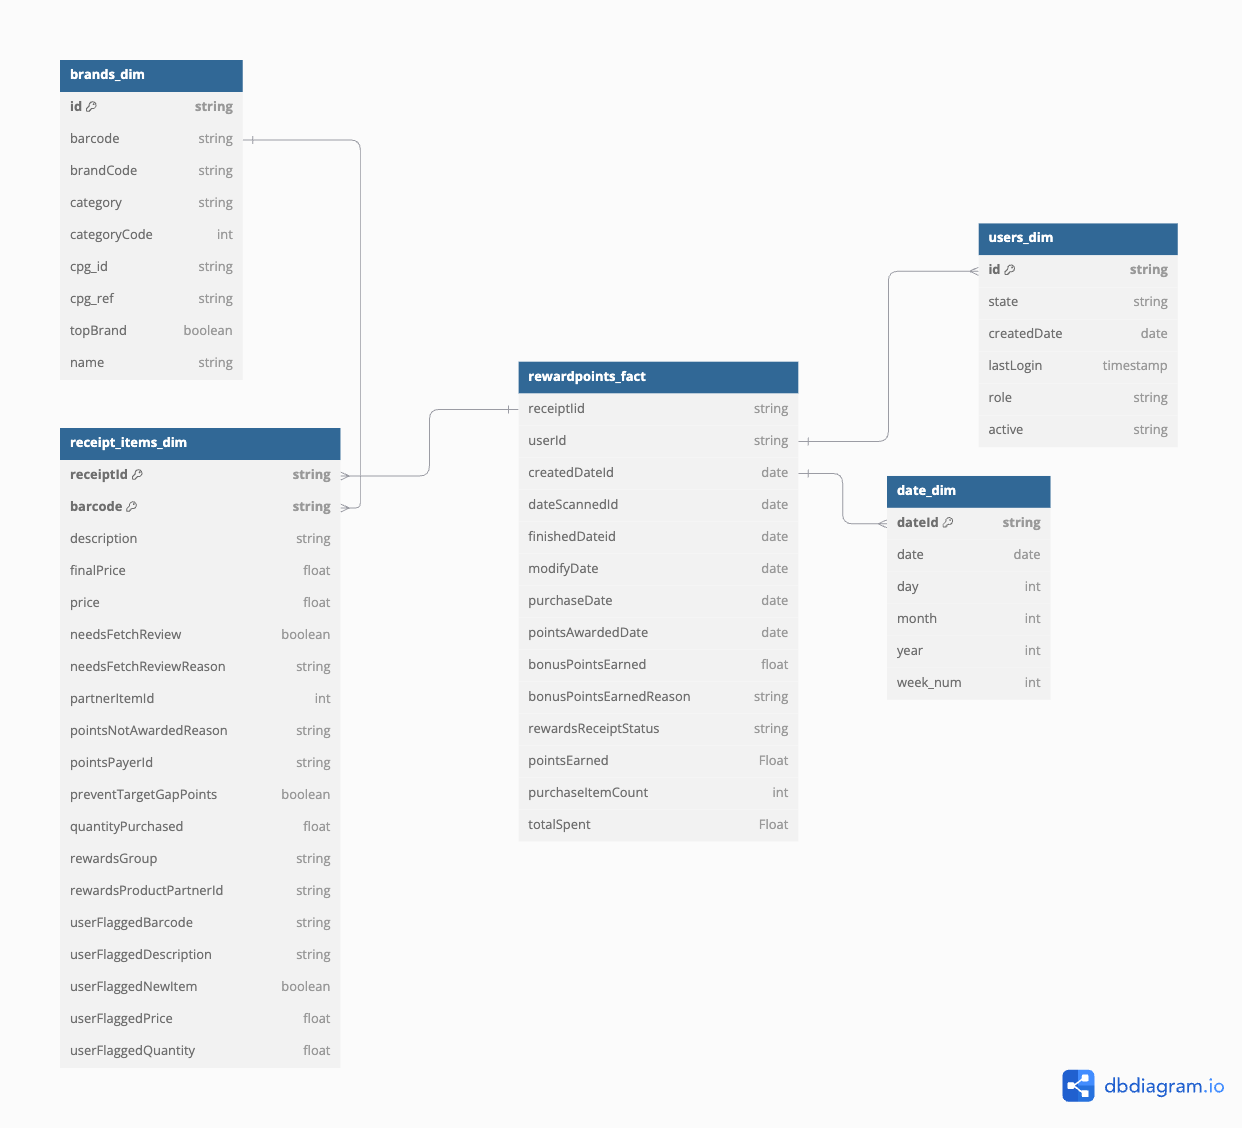 brands_dim
id string
barcode string
brandCode string
category string
categoryCode int
cpg_id string
cpg_ref string
topBrand boolean
name string
receipt_items_dim
receiptId string
barcode string
description string
finalPrice float
price float
needsFetchReview boolean
needsFetchReviewReason string
partnerItemId int
pointsNotAwardedReason string
pointsPayerId string
preventTargetGapPoints boolean
quantityPurchased float
rewardsGroup string
rewardsProductPartnerId string
userFlaggedBarcode string
userFlaggedDescription string
userFlaggedNewItem boolean
userFlaggedPrice float
userFlaggedQuantity float
rewardpoints_fact
receiptIid string
userId string
createdDateId date
dateScannedId date
finishedDateid date
modifyDate date
purchaseDate date
pointsAwardedDate date
bonusPointsEarned float
bonusPointsEarnedReason string
rewardsReceiptStatus string
pointsEarned Float
purchaseItemCount int
totalSpent Float
users_dim
id string
state string
createdDate date
lastLogin timestamp
role string
active string
date_dim
dateId string
date date
day int
month int
year int
week_num int
dbdiagram.io